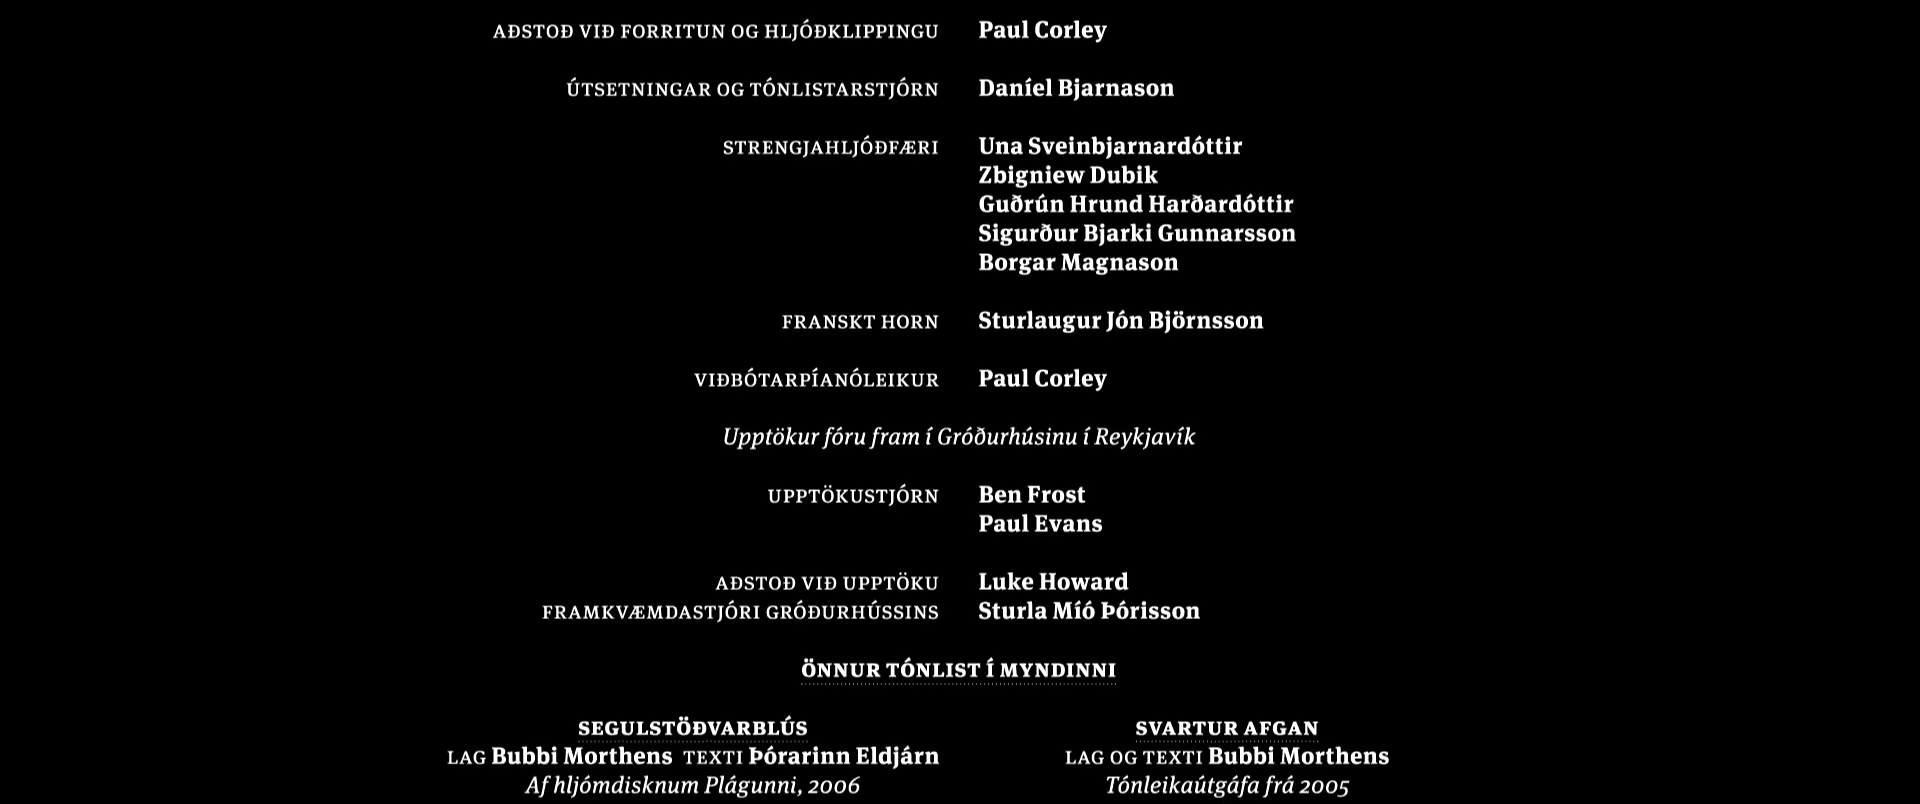 AÐSTOÐ VIÐ FORRITUN OG HLJÓÐKLIPPINGU Paul Corley
ÚTSETNINGAR OG TÓNLISTARSTJÓRN Daníel Bjarnason
STRENGJAHLJÓÐFÆRI Una Sveinbjarnardóttir
Zbigniew Dubik
Guðrún Hrund Harðardóttir
Sigurður Bjarki Gunnarsson
Borgar Magnason
FRANSKT HORN Sturlaugur Jón Björnsson
VIÐBÓTARPÍANÓLEIKUR Paul Corley
Upptökur fóru fram í Gróðurhúsinu í Reykjavík
UPPTÖKUSTJÓRN Ben Frost
Paul Evans
AÐSTOÐ VIÐ UPPTÖKU Luke Howard
FRAMKVÆMDASTJÓRI GRÓÐURHÚSSINS Sturla Míó Þórisson
ÖNNUR TÓNLIST Í MYNDINNI
SEGULSTÖÐVARBLÚS
LAG Bubbi Morthens TEXTI Þórarinn Eldjárn
Af hljómdisknum Plágunni, 2006
SVARTUR AFGAN
LAG OG TEXTI Bubbi Morthens
Tónleikaútgáfa frá 2005